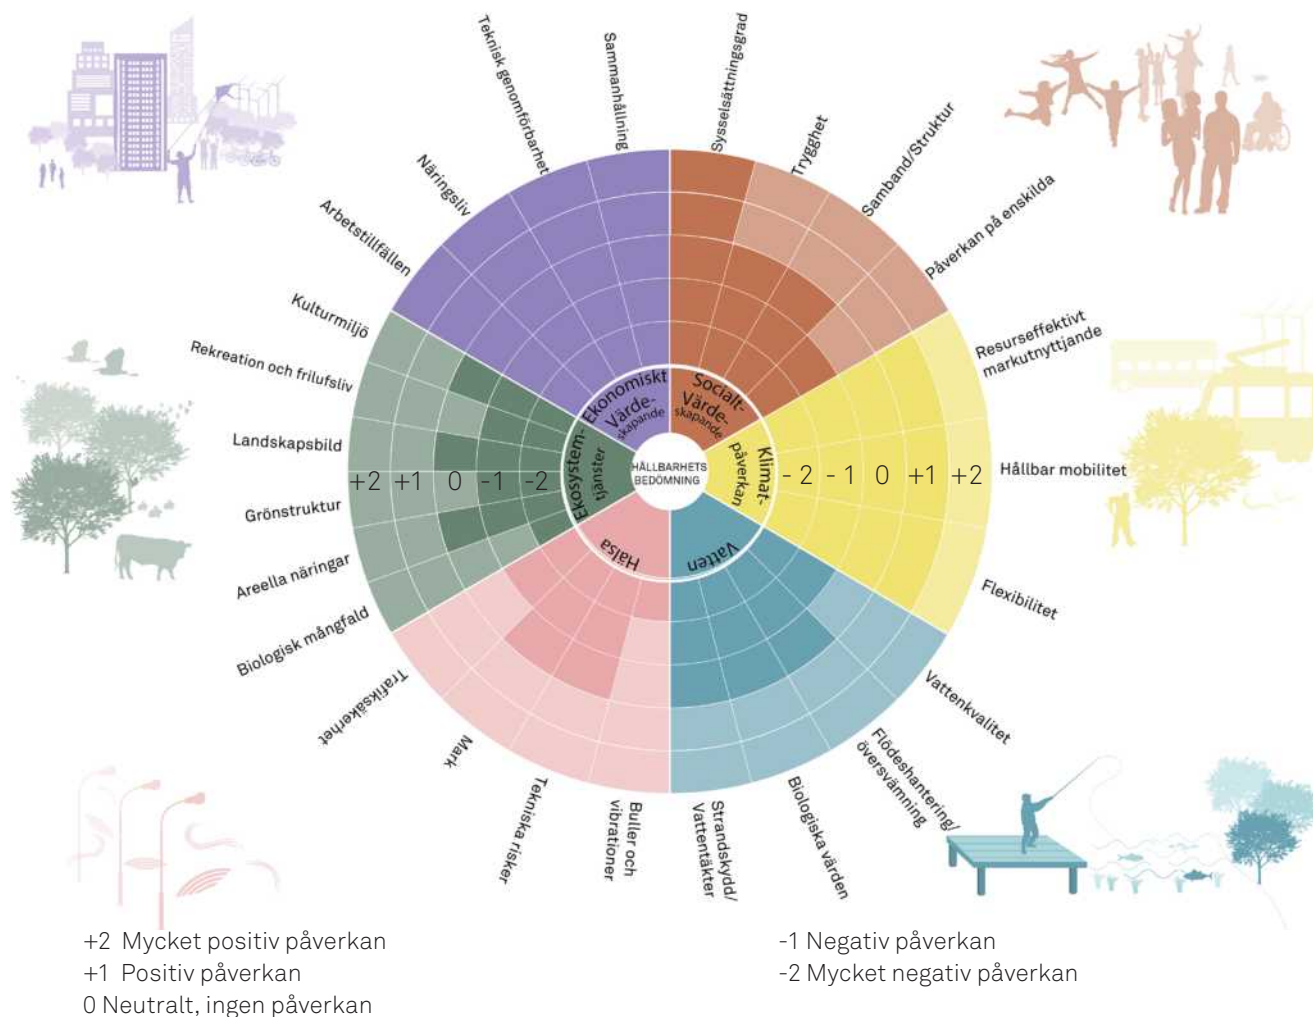 Teknisk genomförbarhet
Sammanhållning
Sysselsättningsgrad
Trygghet
Samband/Struktur
Påverkan på enskilda
Näringsliv
Arbetstillfällen
Kulturmiljö
Rekreation och frilufsliv
Landskapsbild
Grönstruktur
Areella näringar
Biologisk mångfald
Resurseffektivt
markutnyttjande
Hållbar mobilitet
Flexibilitet
Ekonomiskt
Värde-
skapande
Socialt-
Värde-
skapande
Ekosystem-
tjänster
HÅLLBARHETS
BEDÖMNING
Klimat-
påverkan
Hälsa
Vatten
+2 +1 0 -1 -2
- 2 - 1 0 +1 +2
Trafiksäkerhet
Mark
Tekniska risker
Buller och
vibrationer
Strandskydd/
Vattentäkter
Biologiska värden
Flödeshantering/
översvämning
Vattenkvalitet
+2 Mycket positiv påverkan
+1 Positiv påverkan
0 Neutralt, ingen påverkan
-1 Negativ påverkan
-2 Mycket negativ påverkan